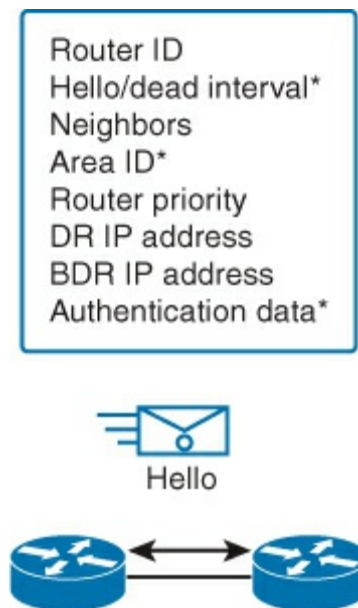 Router ID
Hello/dead interval*
Neighbors
Area ID*
Router priority
DR IP address
BDR IP address
Authentication data*
Hello